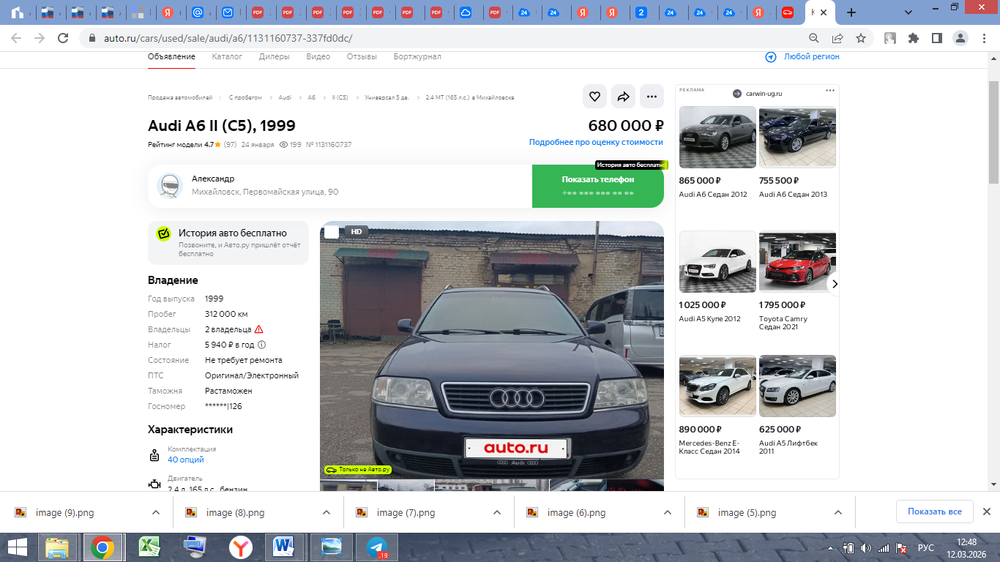 auto.ru/cars/used/sale/audi/a6/1131160737-337fd0dc/
Объявление Каталог Дилеры Видео Отзывы Бортжурнал Любой регион
Продажа автомобилей С пробегом Audi A6 II (C5) Универсал 5 дв. 2.4 MT (165 л.с.) в Михайловске
Audi A6 II (C5), 1999
680 000 ₽
Рейтинг модели 4.7 (97) 24 января 199 № 1131160737
Подробнее про оценку стоимости
История авто бесплатно
Александр
Михайловск, Первомайская улица, 90
Показать телефон
История авто бесплатно
Позвоните, и Авто.ру пришлёт отчёт
бесплатно
Владение
Год выпуска 1999
Пробег 312 000 км
Владельцы 2 владельца
Налог 5 940 ₽ в год
Состояние Не требует ремонта
ПТС Оригинал/Электронный
Таможня Растаможен
Госномер ******|126
Характеристики
Комплектация
40 опций
Двигатель
2.4 л, 165 л.с., бензин
HD
auto.ru
Audi
Только на Авто.ру
РЕКЛАМА
carwin-ug.ru
865 000 ₽
Audi A6 Седан 2012
755 500 ₽
Audi A6 Седан 2013
1 025 000 ₽
Audi A5 Купе 2012
1 795 000 ₽
Toyota Camry
Седан 2021
890 000 ₽
Mercedes-Benz E-
Класс Седан 2014
625 000 ₽
Audi A5 Лифтбек
2011
image (9).png
image (8).png
image (7).png
image (6).png
image (5).png
Показать все
..19
РУС
12:48
12.03.2026